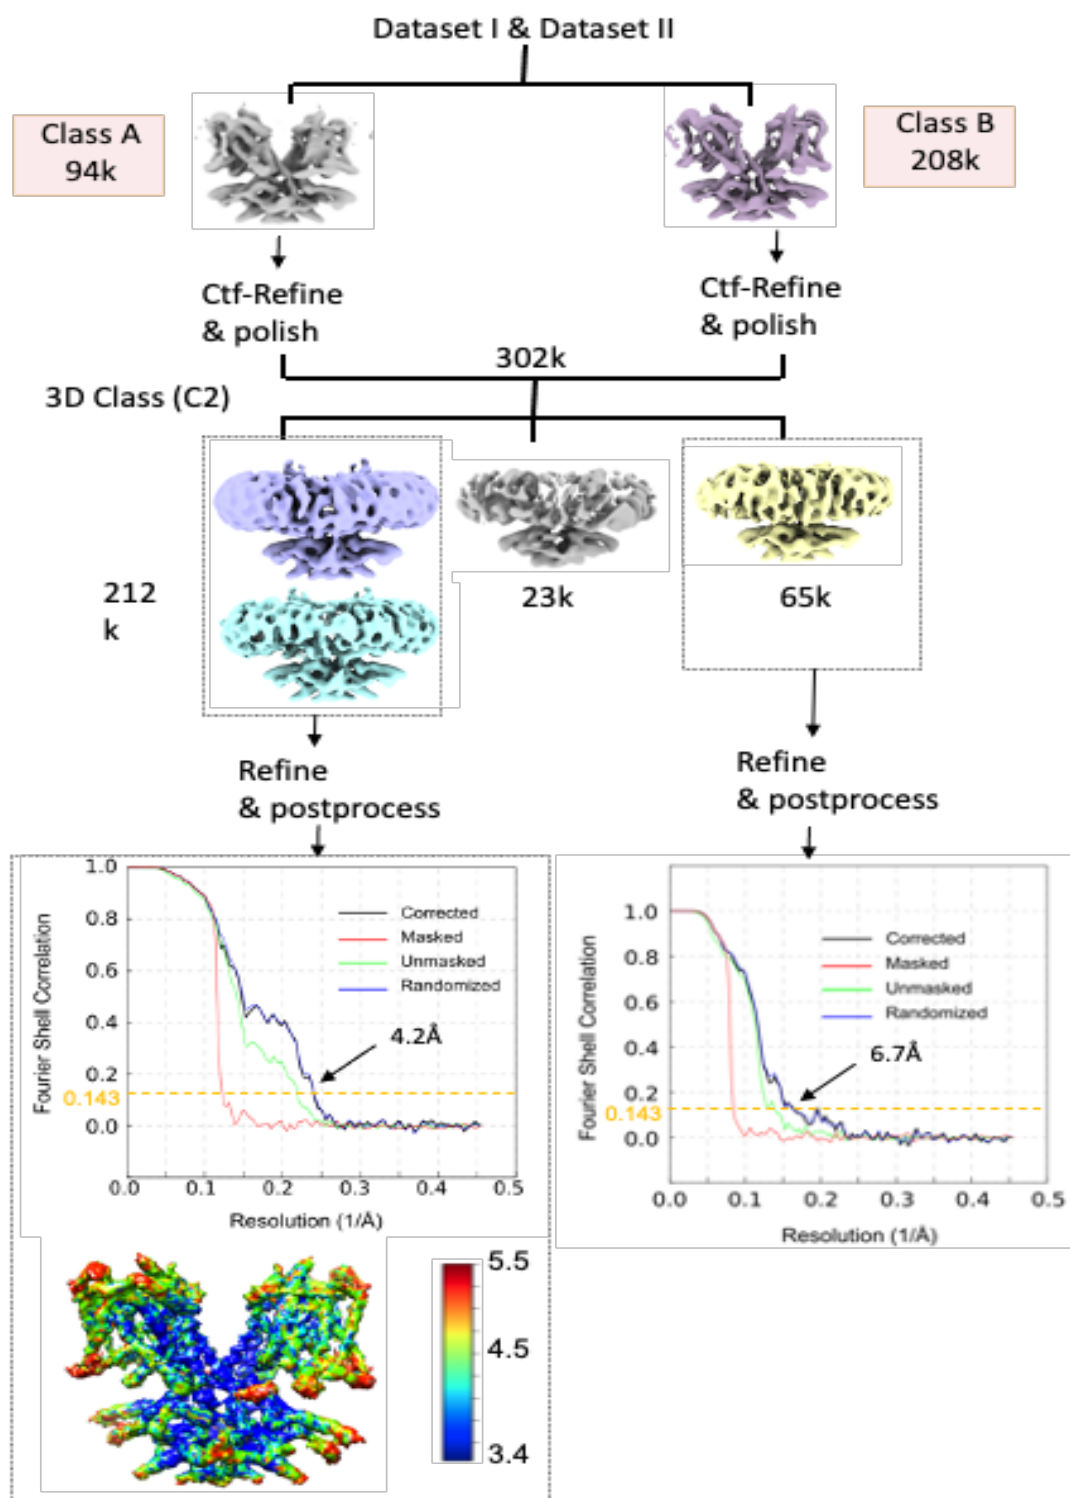 Dataset I & Dataset II
Class A
94k
Class B
208k
Ctf-Refine
& polish
Ctf-Refine
& polish
302k
3D Class (C2)
212
k
23k
65k
Refine
& postprocess
Refine
& postprocess
Fourier Shell Correlation
1.0
0.8
0.6
0.4
0.2
0.143
0.0
Corrected
Masked
Unmasked
Randomized
4.2Å
0.0 0.1 0.2 0.3 0.4 0.5
Resolution (1/Å)
Fourier Shell Correlation
1.0
0.8
0.6
0.4
0.2
0.143
0.0
Corrected
Masked
Unmasked
Randomized
6.7Å
0.0 0.1 0.2 0.3 0.4 0.5
Resolution (1/Å)
5.5
4.5
3.4